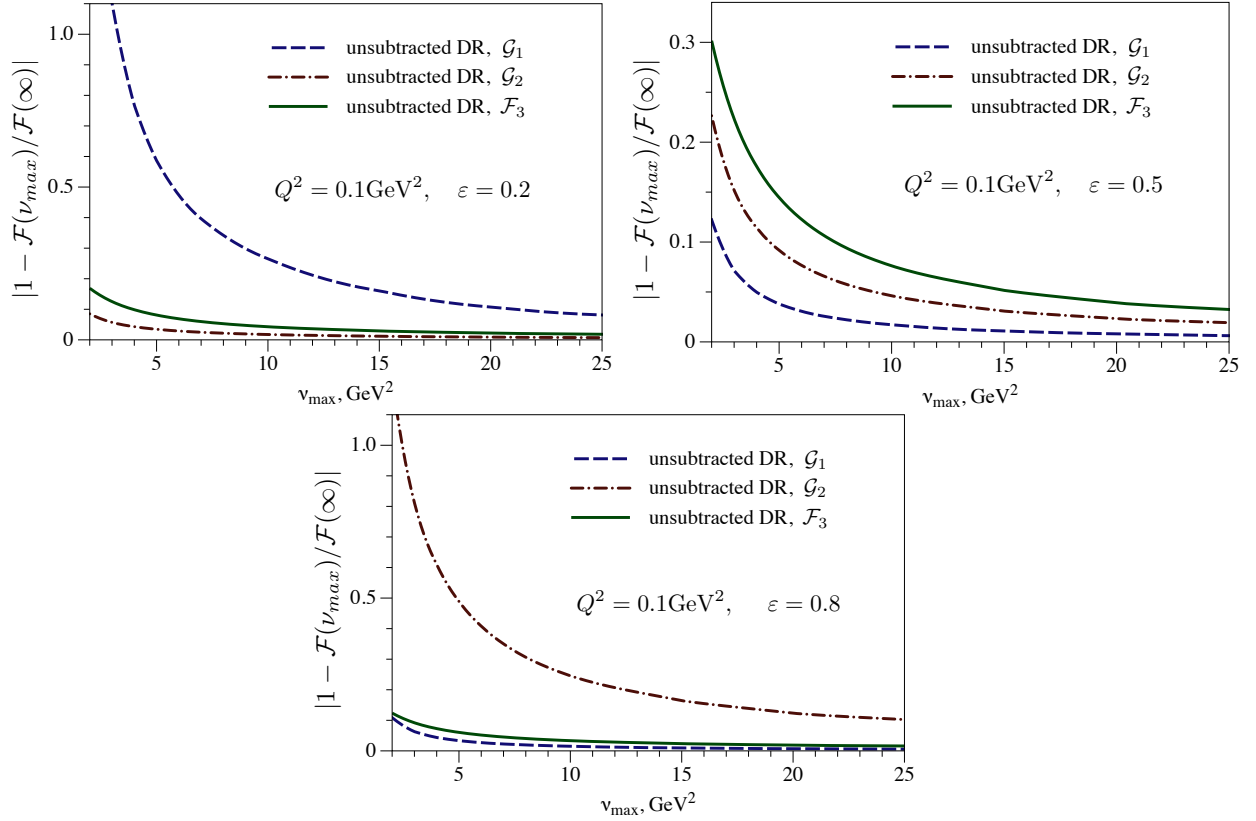 |1 − F(ν_max)/F(∞)|
1.0
0.5
0
unsubtracted DR, G₁
unsubtracted DR, G₂
unsubtracted DR, F₃
Q² = 0.1GeV², ε = 0.2
5 10 15 20 25
ν_max, GeV²
|1 − F(ν_max)/F(∞)|
0.3
0.2
0.1
0
unsubtracted DR, G₁
unsubtracted DR, G₂
unsubtracted DR, F₃
Q² = 0.1GeV², ε = 0.5
5 10 15 20 25
ν_max, GeV²
|1 − F(ν_max)/F(∞)|
1.0
0.5
0
unsubtracted DR, G₁
unsubtracted DR, G₂
unsubtracted DR, F₃
Q² = 0.1GeV², ε = 0.8
5 10 15 20 25
ν_max, GeV²